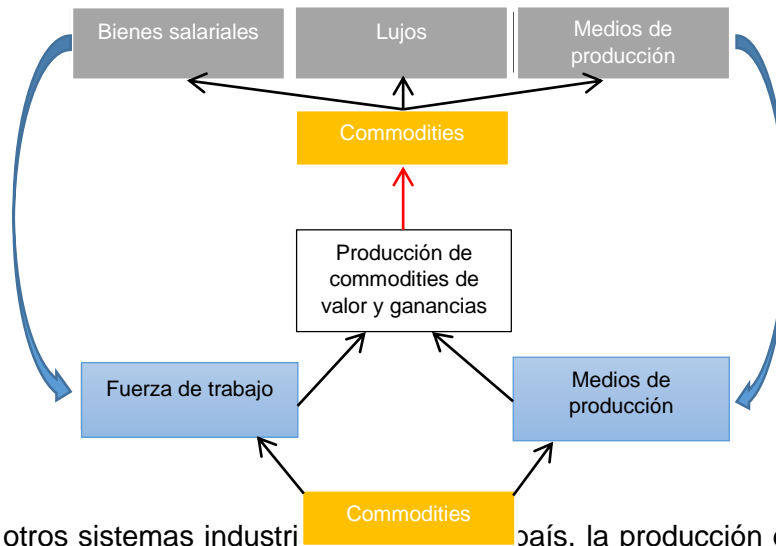 Bienes salariales
Lujos
Medios de
producción
Commodities
Producción de
commodities de
valor y ganancias
Fuerza de trabajo
Medios de
producción
Commodities
otros sistemas industri país, la producción